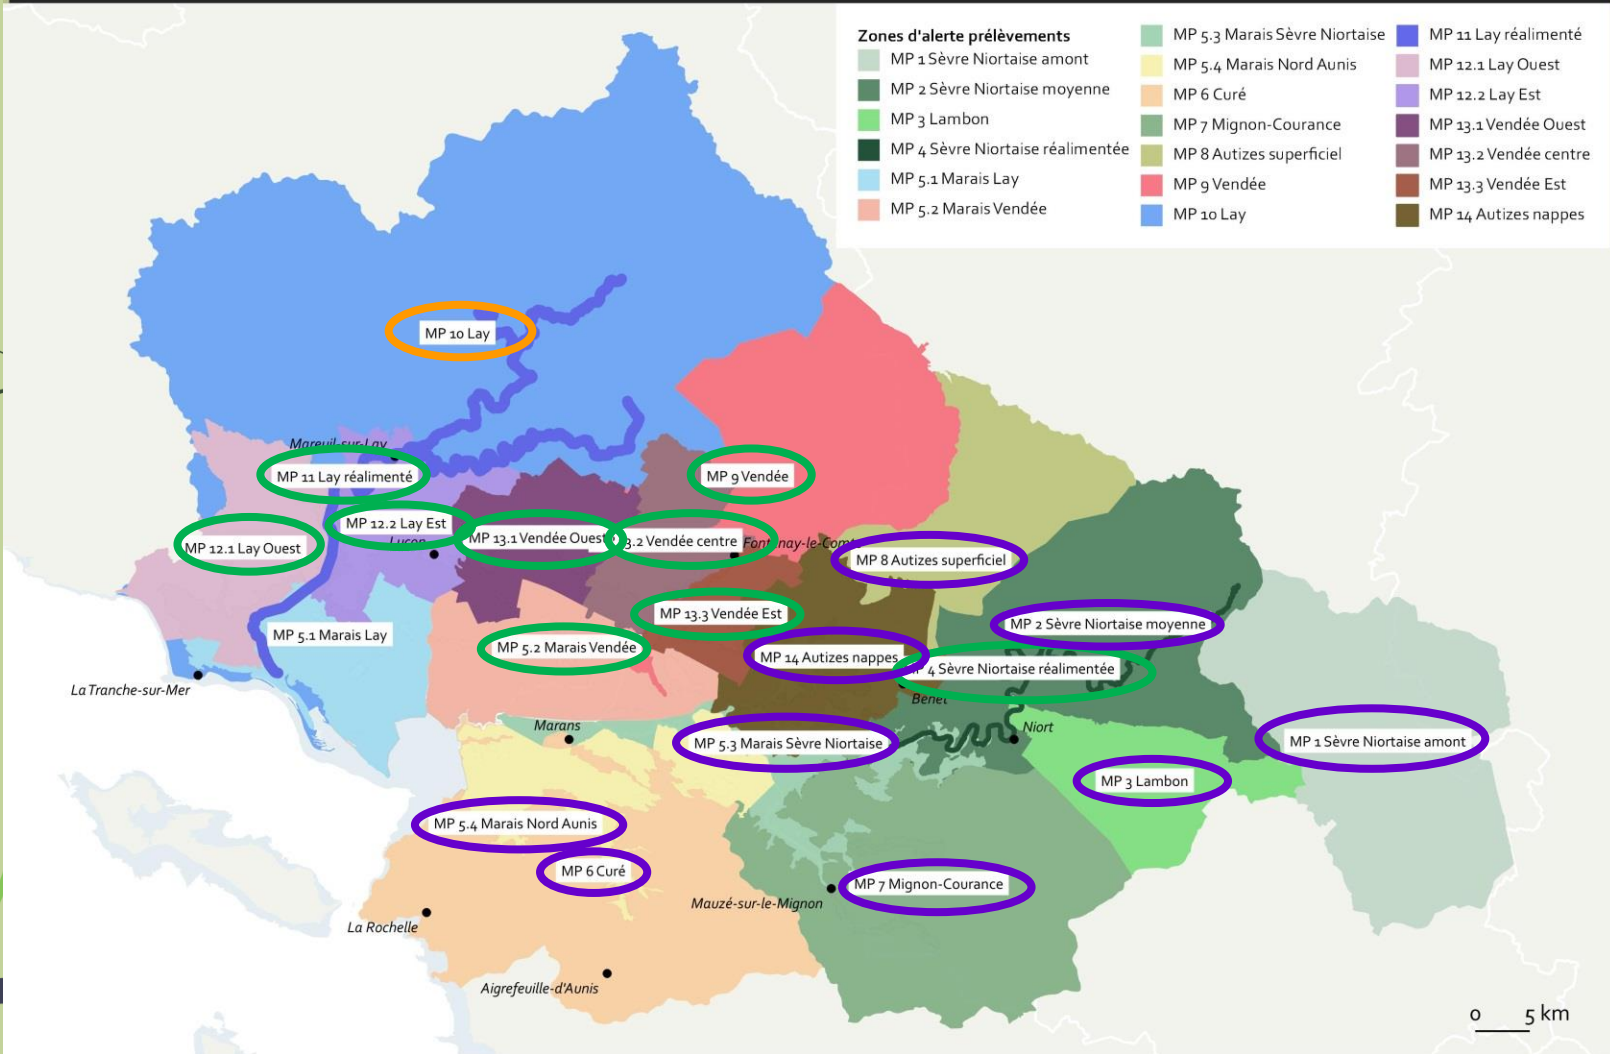 Zones d'alerte prélèvements
MP 1 Sèvre Niortaise amont
MP 2 Sèvre Niortaise moyenne
MP 3 Lambon
MP 4 Sèvre Niortaise réalimentée
MP 5.1 Marais Lay
MP 5.2 Marais Vendée
MP 5.3 Marais Sèvre Niortaise
MP 5.4 Marais Nord Aunis
MP 6 Curé
MP 7 Mignon-Courance
MP 8 Autizes superficiel
MP 9 Vendée
MP 10 Lay
MP 11 Lay réalimenté
MP 12.1 Lay Ouest
MP 12.2 Lay Est
MP 13.1 Vendée Ouest
MP 13.2 Vendée centre
MP 13.3 Vendée Est
MP 14 Autizes nappes
MP 10 Lay
Mareuil-sur-Lay
MP 11 Lay réalimenté
MP 9 Vendée
MP 12.2 Lay Est
MP 12.1 Lay Ouest
Luçon
MP 13.1 Vendée Ouest
3.2 Vendée centre
Fontenay-le-Comte
MP 8 Autizes superficiel
MP 13.3 Vendée Est
MP 2 Sèvre Niortaise moyenne
MP 5.1 Marais Lay
MP 5.2 Marais Vendée
MP 14 Autizes nappes
4 Sèvre Niortaise réalimentée
La Tranche-sur-Mer
Benet
Marans
Niort
MP 5.3 Marais Sèvre Niortaise
MP 1 Sèvre Niortaise amont
MP 3 Lambon
MP 5.4 Marais Nord Aunis
MP 6 Curé
MP 7 Mignon-Courance
Mauzé-sur-le-Mignon
La Rochelle
Aigrefeuille-d'Aunis
0 5 km